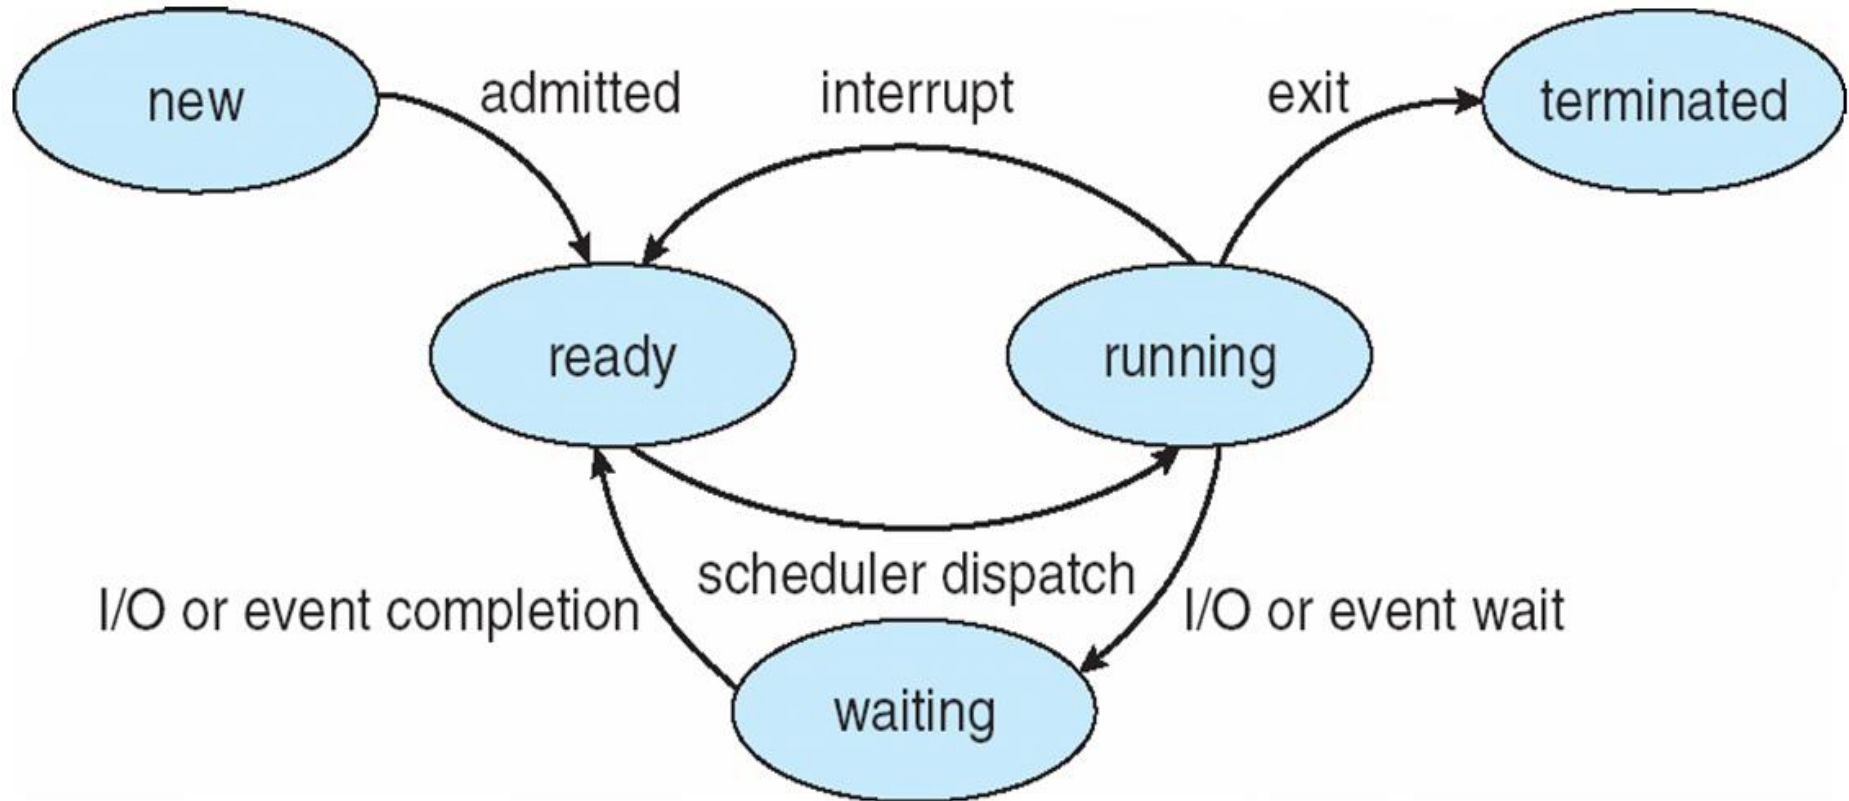 new
admitted
interrupt
exit
terminated
ready
running
scheduler dispatch
I/O or event completion
I/O or event wait
waiting